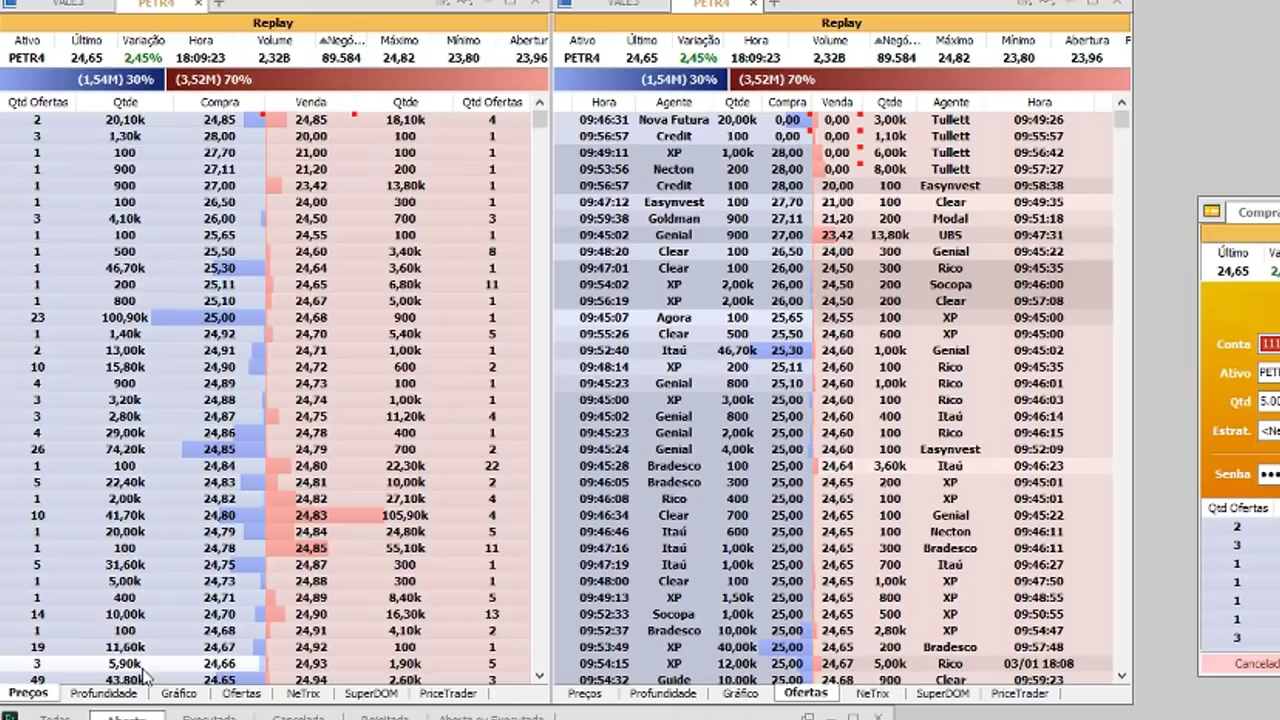 VALE3 PETR4 × +
Replay
Ativo Último Variação Hora Volume Negó... Máximo Mínimo Abertur
PETR4 24,65 2,45% 18:09:23 2,32B 89.584 24,82 23,80 23,96
(1,54M) 30% (3,52M) 70%
Qtd Ofertas Qtde Compra Venda Qtde Qtd Ofertas
2 20,10k 24,85 24,85 18,10k 4
3 1,30k 28,00 20,00 100 1
1 100 27,70 21,00 100 1
1 900 27,11 21,20 200 1
1 900 27,00 23,42 13,80k 1
1 100 26,50 24,00 300 1
3 4,10k 26,00 24,50 700 3
1 100 25,65 24,55 100 1
1 500 25,50 24,60 3,40k 8
1 46,70k 25,30 24,64 3,60k 1
1 200 25,11 24,65 6,80k 11
1 800 25,10 24,67 5,00k 1
23 100,90k 25,00 24,68 900 1
1 1,40k 24,92 24,70 5,40k 5
2 13,00k 24,91 24,71 1,00k 1
10 15,80k 24,90 24,72 600 2
4 900 24,89 24,73 100 1
3 3,20k 24,88 24,74 1,00k 1
3 2,80k 24,87 24,75 11,20k 4
4 29,00k 24,86 24,78 400 1
26 74,20k 24,85 24,79 700 2
1 100 24,84 24,80 22,30k 22
5 22,40k 24,83 24,81 10,00k 2
1 2,00k 24,82 24,82 27,10k 4
10 41,70k 24,80 24,83 105,90k 4
1 20,00k 24,79 24,84 24,80k 5
1 100 24,78 24,85 55,10k 11
5 31,60k 24,75 24,87 300 1
1 5,00k 24,73 24,88 300 1
1 400 24,71 24,89 8,40k 5
14 10,00k 24,70 24,90 16,30k 13
1 100 24,68 24,91 4,10k 2
19 11,60k 24,67 24,92 100 1
3 5,90k 24,66 24,93 1,90k 5
49 43,80k 24,65 24,94 2,60k 3
Preços Profundidade Gráfico Ofertas NeTrix SuperDOM PriceTrader
VALE3 PETR4 × +
Replay
Ativo Último Variação Hora Volume Negó... Máximo Mínimo Abertura F
PETR4 24,65 2,45% 18:09:23 2,32B 89.584 24,82 23,80 23,96
(1,54M) 30% (3,52M) 70%
Hora Agente Qtde Compra Venda Qtde Agente Hora
09:46:31 Nova Futura 20,00k 0,00 0,00 3,00k Tullett 09:49:26
09:56:57 Credit 100 0,00 0,00 1,10k Tullett 09:55:57
09:49:11 XP 1,00k 28,00 0,00 6,00k Tullett 09:56:42
09:53:56 Necton 200 28,00 0,00 8,00k Tullett 09:57:27
09:56:57 Credit 100 28,00 20,00 100 Easynvest 09:58:38
09:47:12 Easynvest 100 27,70 21,00 100 Clear 09:49:35
09:59:38 Goldman 900 27,11 21,20 200 Modal 09:51:18
09:45:02 Genial 900 27,00 23,42 13,80k UBS 09:47:31
09:48:20 Clear 100 26,50 24,00 300 Genial 09:45:22
09:47:01 Clear 100 26,00 24,50 300 Rico 09:45:35
09:54:02 XP 2,00k 26,00 24,50 200 Socopa 09:46:00
09:56:19 XP 2,00k 26,00 24,50 200 Clear 09:57:08
09:45:07 Agora 100 25,65 24,55 100 XP 09:45:00
09:55:26 Clear 500 25,50 24,60 600 XP 09:45:00
09:52:40 Itaú 46,70k 25,30 24,60 1,00k Genial 09:45:02
09:48:14 XP 200 25,11 24,60 100 Rico 09:45:35
09:45:23 Genial 800 25,10 24,60 1,00k Rico 09:46:01
09:45:00 XP 3,00k 25,00 24,60 100 Rico 09:46:03
09:45:02 Genial 800 25,00 24,60 400 Itaú 09:46:14
09:45:23 Genial 2,00k 25,00 24,60 100 Rico 09:46:15
09:45:24 Genial 4,00k 25,00 24,60 100 Easynvest 09:52:09
09:45:28 Bradesco 100 25,00 24,64 3,60k Itaú 09:46:23
09:46:05 Bradesco 300 25,00 24,65 200 XP 09:45:01
09:46:08 Rico 400 25,00 24,65 100 XP 09:45:01
09:46:34 Clear 700 25,00 24,65 100 Genial 09:45:22
09:46:46 Itaú 600 25,00 24,65 100 Necton 09:46:11
09:47:16 Itaú 1,00k 25,00 24,65 300 Bradesco 09:46:11
09:47:19 Itaú 1,00k 25,00 24,65 700 Itaú 09:46:27
09:48:00 Clear 100 25,00 24,65 1,00k XP 09:47:50
09:49:13 XP 1,50k 25,00 24,65 800 XP 09:48:55
09:52:33 Socopa 1,00k 25,00 24,65 500 XP 09:50:55
09:52:37 Bradesco 10,00k 25,00 24,65 2,80k XP 09:54:47
09:53:49 XP 40,00k 25,00 24,65 200 Bradesco 09:57:48
09:54:15 XP 12,00k 25,00 24,67 5,00k Rico 03/01 18:08
09:54:32 Guide 10,00k 25,00 24,68 900 Clear 09:59:23
Preços Profundidade Gráfico Ofertas NeTrix SuperDOM PriceTrader
Compra
Último
24,65
Conta 111
Ativo PET
Qtd 5.00
Estrat. <Ne
Senha
Qtd Ofertas
2
3
1
1
1
1
3
Cancela
Todas Aberta Executada Cancelada Rejeitada Aberta ou Executada